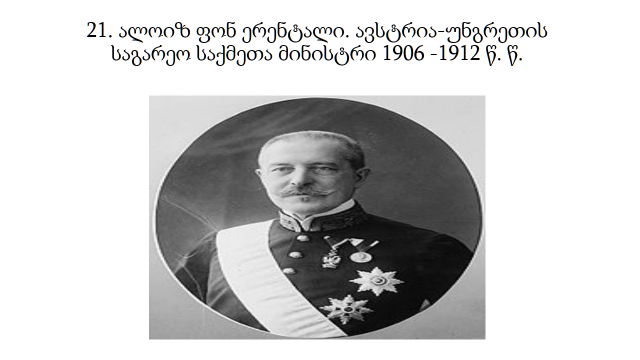 21. ალოიზ ფონ ერენტალი. ავსტრია-უნგრეთის
საგარეო საქმეთა მინისტრი 1906 -1912 წ. წ.